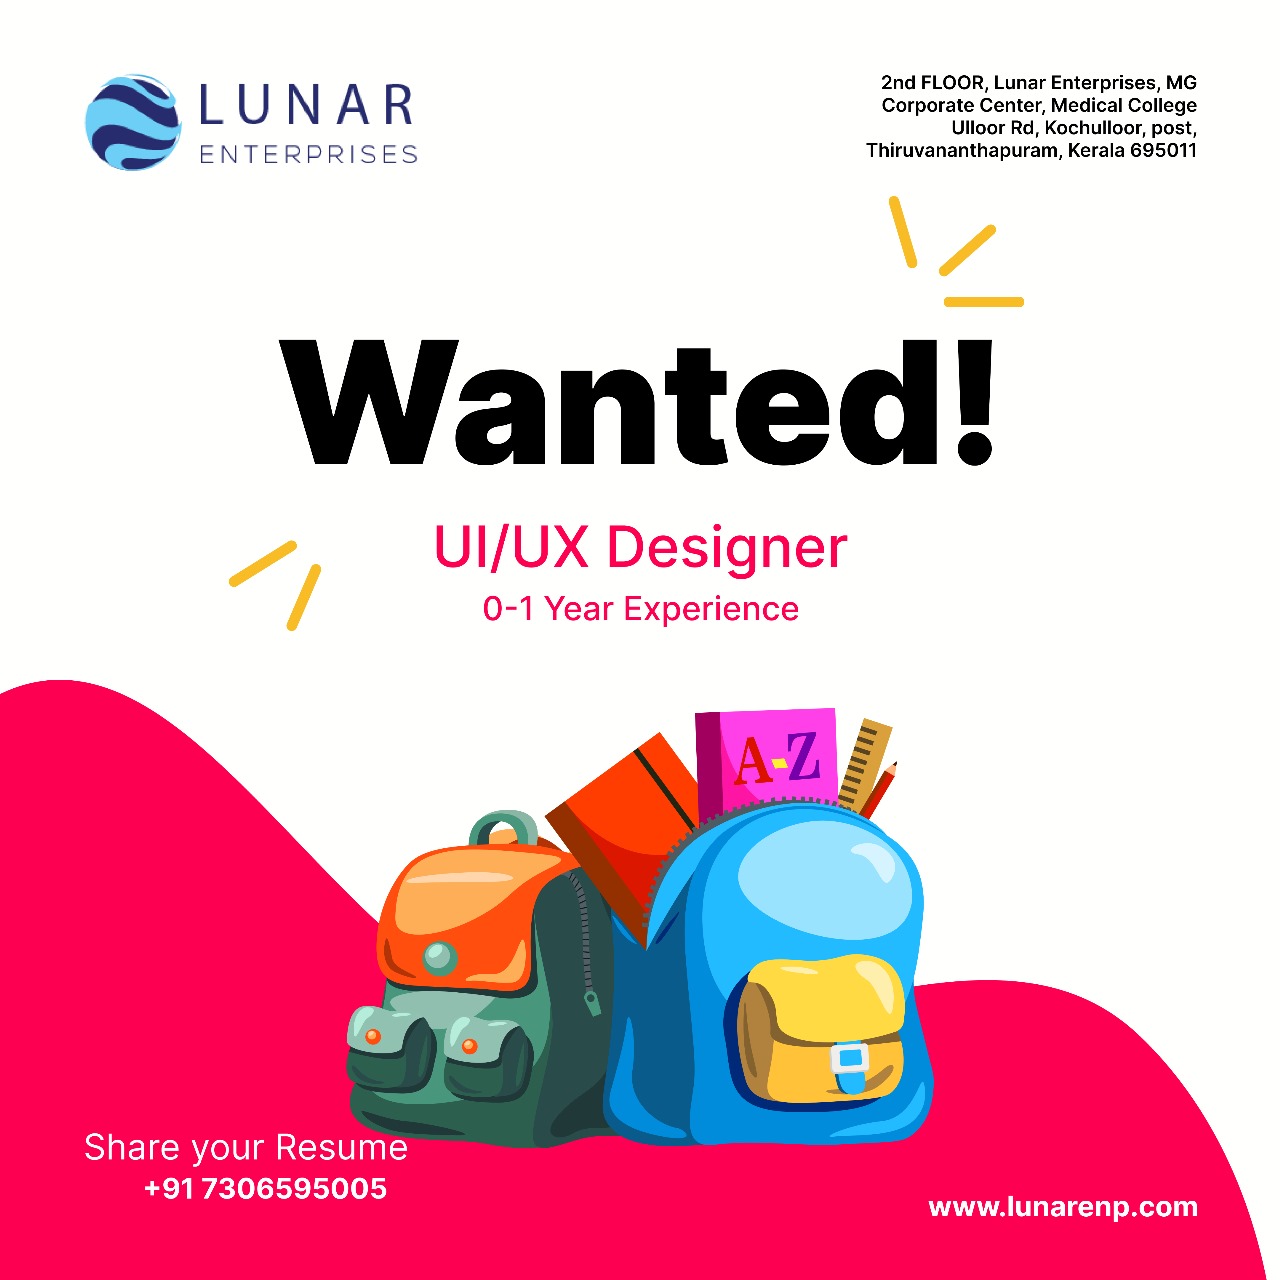 LUNAR
ENTERPRISES
2nd FLOOR, Lunar Enterprises, MG
Corporate Center, Medical College
Ulloor Rd, Kochulloor, post,
Thiruvananthapuram, Kerala 695011
Wanted!
UI/UX Designer
0-1 Year Experience
A-Z
Share your Resume
+91 7306595005
www.lunarenp.com